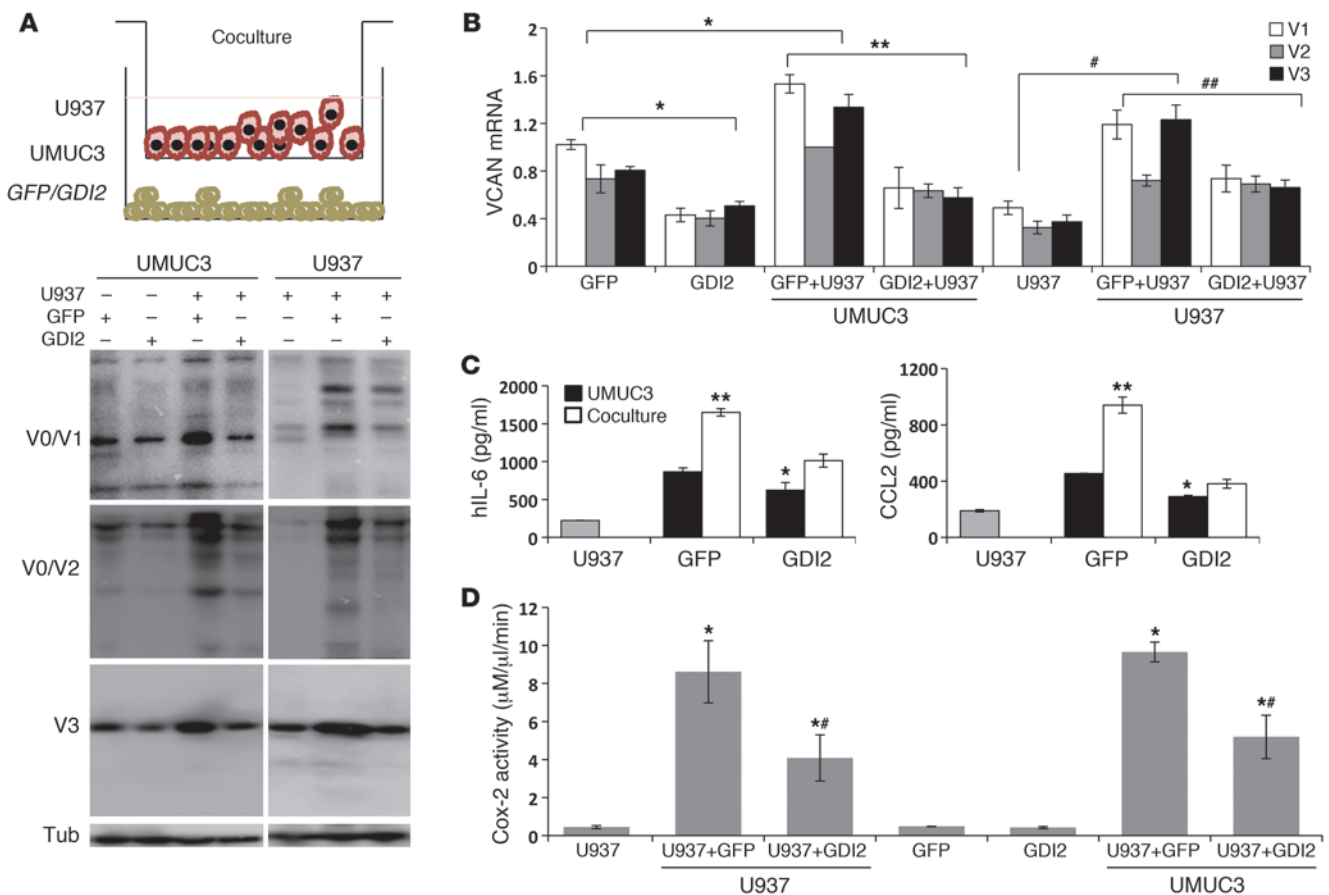 A
Coculture
U937
UMUC3
GFP/GDI2
UMUC3 U937
U937 – – + + + + +
GFP + – + – – + –
GDI2 – + – + – – +
V0/V1
V0/V2
V3
Tub
B
VCAN mRNA
2
1.6
1.2
0.8
0.4
0
* * ** # ##
V1
V2
V3
GFP GDI2 GFP+U937 GDI2+U937 U937 GFP+U937 GDI2+U937
UMUC3 U937
C
hIL-6 (pg/ml)
2000
1500
1000
500
0
UMUC3
Coculture
** *
U937 GFP GDI2
CCL2 (pg/ml)
1200
800
400
0
** *
U937 GFP GDI2
D
Cox-2 activity (µM/µl/min)
12
10
8
6
4
2
0
* *# * *#
U937 U937+GFP U937+GDI2 GFP GDI2 U937+GFP U937+GDI2
U937 UMUC3